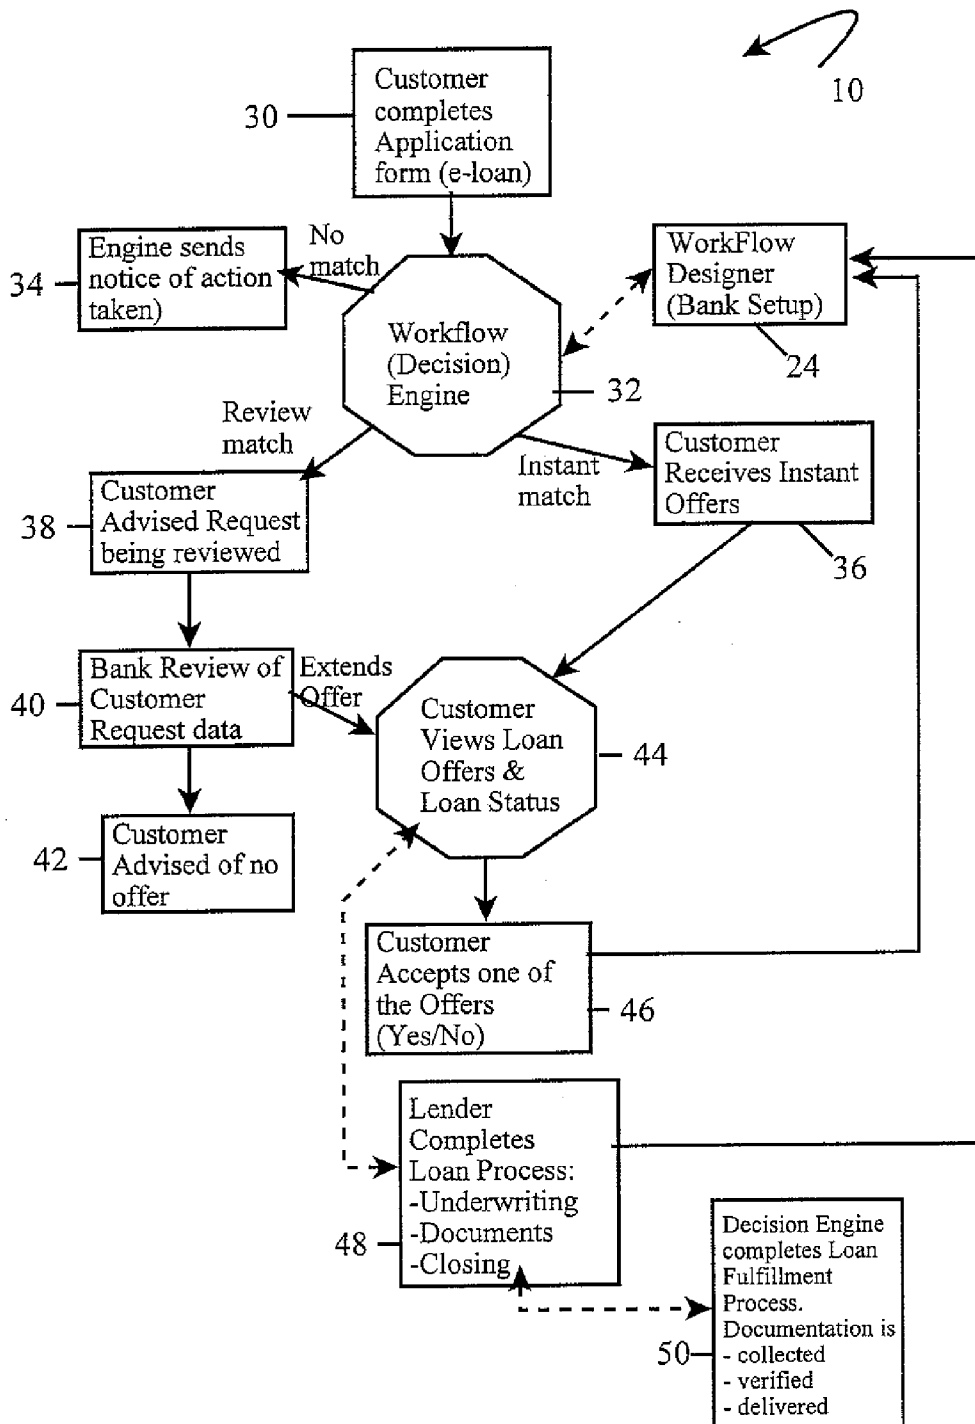 10
Customer
completes
Application
form (e-loan)
30
No
match
Engine sends
notice of action
taken)
34
WorkFlow
Designer
(Bank Setup)
24
Workflow
(Decision)
Engine
32
Review
match
Instant
match
Customer
Receives Instant
Offers
36
Customer
Advised Request
being reviewed
38
Bank Review of
Customer
Request data
40
Extends
Offer
Customer
Views Loan
Offers &
Loan Status
44
Customer
Advised of no
offer
42
Customer
Accepts one of
the Offers
(Yes/No)
46
Lender
Completes
Loan Process:
-Underwriting
-Documents
-Closing
48
Decision Engine
completes Loan
Fulfillment
Process.
Documentation is
- collected
- verified
- delivered
50